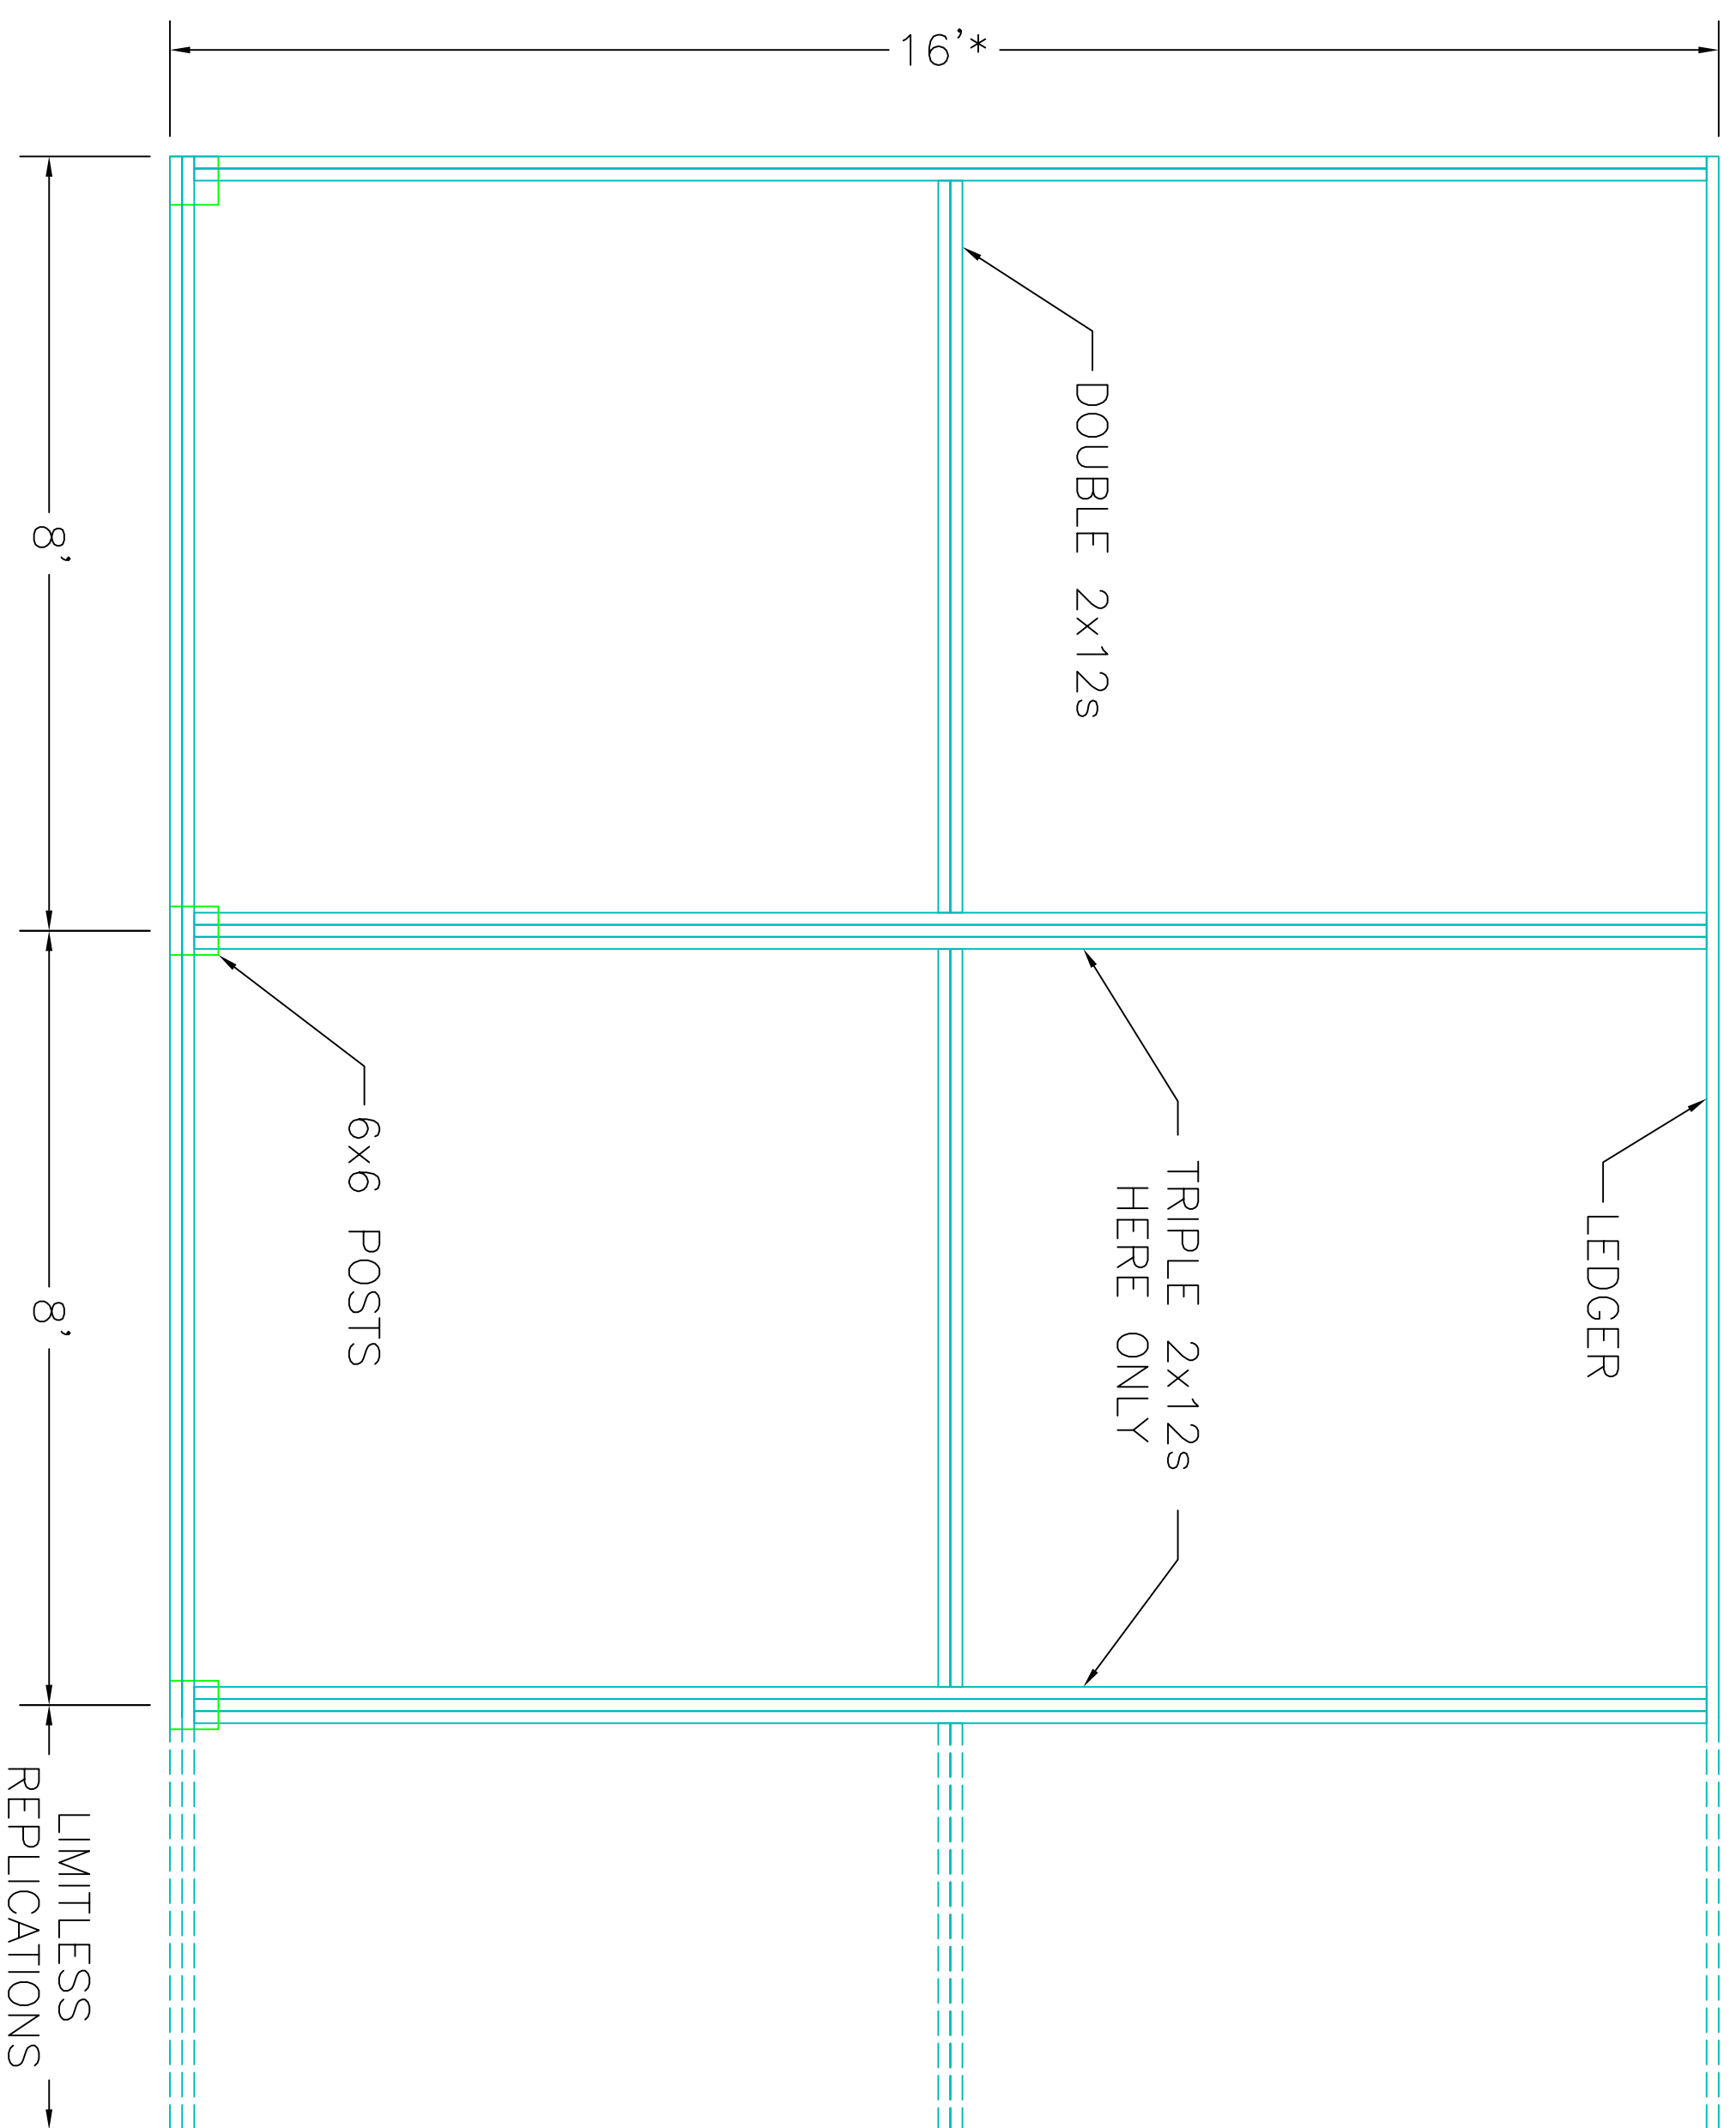 16'*
LEDGER
DOUBLE 2x12s
TRIPLE 2x12s
HERE ONLY
6x6 POSTS
8'
8'
LIMITLESS
REPLICATIONS